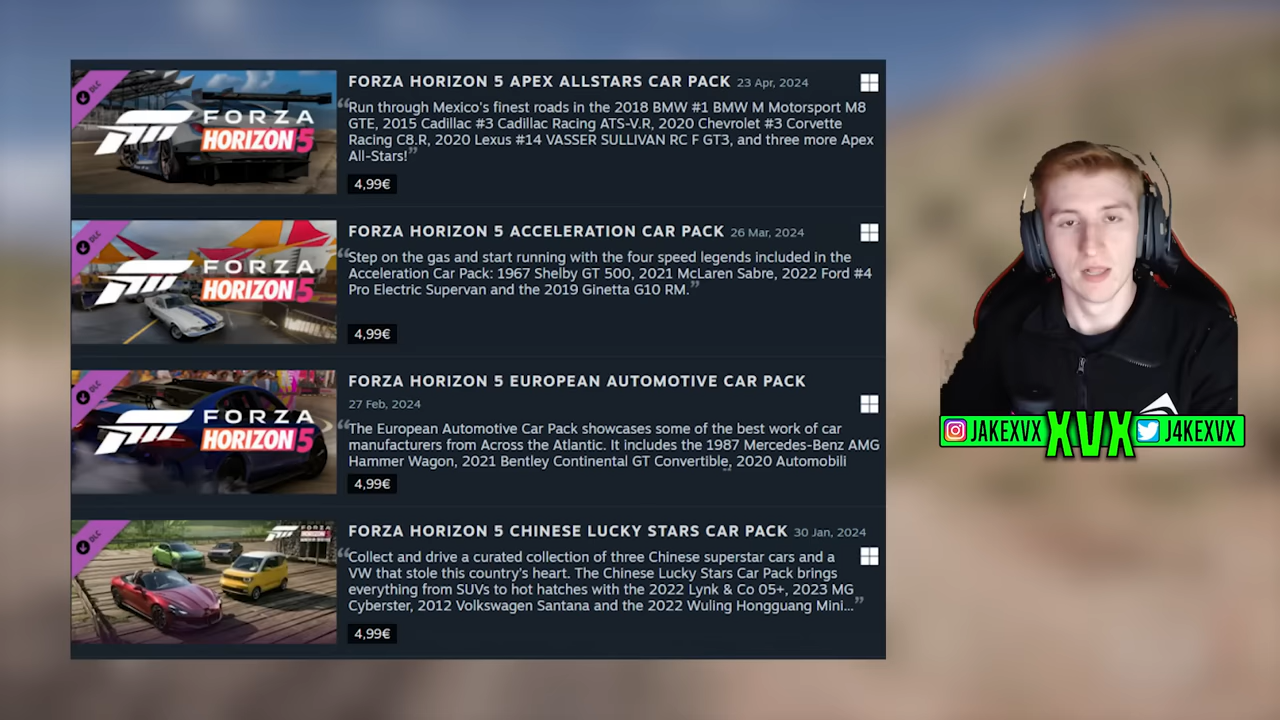 DLC
FORZA
HORIZON 5
FORZA HORIZON 5 APEX ALLSTARS CAR PACK 23 Apr, 2024
“Run through Mexico's finest roads in the 2018 BMW #1 BMW M Motorsport M8
GTE, 2015 Cadillac #3 Cadillac Racing ATS-V.R, 2020 Chevrolet #3 Corvette
Racing C8.R, 2020 Lexus #14 VASSER SULLIVAN RC F GT3, and three more Apex
All-Stars!”
4,99€
DLC
FORZA
HORIZON 5
FORZA HORIZON 5 ACCELERATION CAR PACK 26 Mar, 2024
“Step on the gas and start running with the four speed legends included in the
Acceleration Car Pack: 1967 Shelby GT 500, 2021 McLaren Sabre, 2022 Ford #4
Pro Electric Supervan and the 2019 Ginetta G10 RM.”
4,99€
DLC
FORZA
HORIZON 5
FORZA HORIZON 5 EUROPEAN AUTOMOTIVE CAR PACK
27 Feb, 2024
“The European Automotive Car Pack showcases some of the best work of car
manufacturers from Across the Atlantic. It includes the 1987 Mercedes-Benz AMG
Hammer Wagon, 2021 Bentley Continental GT Convertible, 2020 Automobili
4,99€
DLC
FORZA
HORIZON 5
FORZA HORIZON 5 CHINESE LUCKY STARS CAR PACK 30 Jan, 2024
“Collect and drive a curated collection of three Chinese superstar cars and a
VW that stole this country's heart. The Chinese Lucky Stars Car Pack brings
everything from SUVs to hot hatches with the 2022 Lynk & Co 05+, 2023 MG
Cyberster, 2012 Volkswagen Santana and the 2022 Wuling Hongguang Mini...”
4,99€
JAKEXVX XVX J4KEXVX